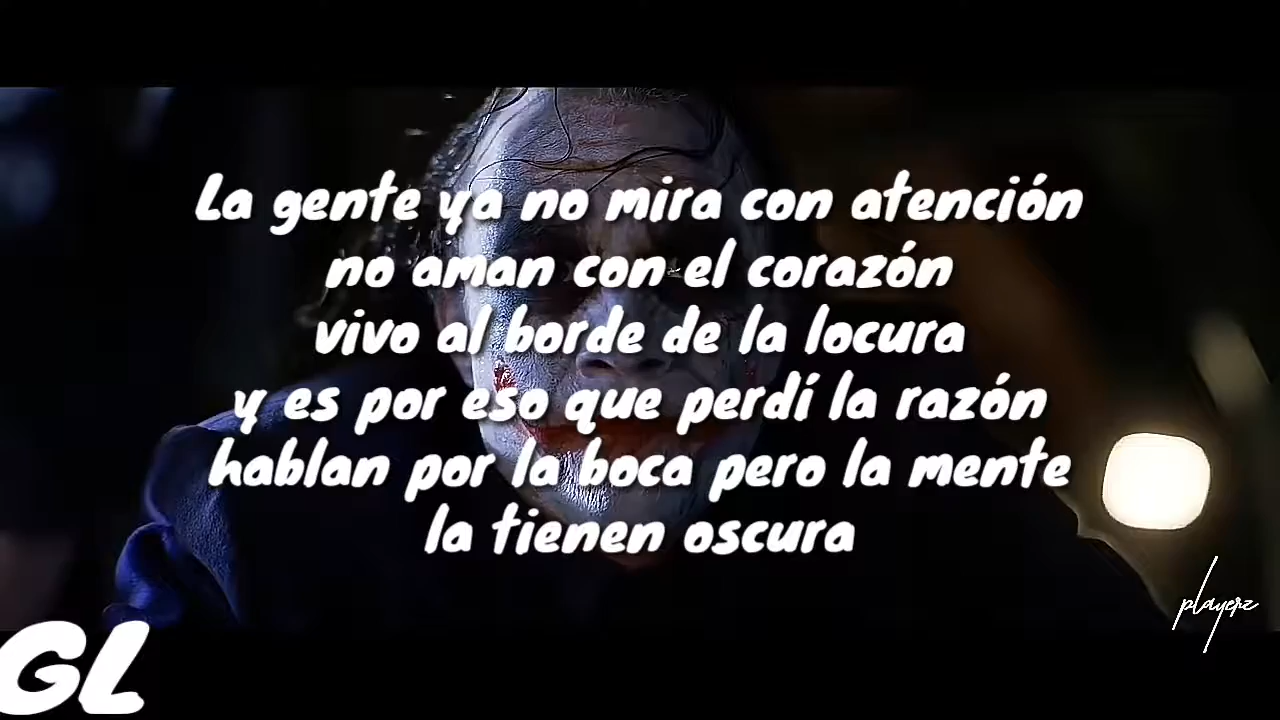 La gente ya no mira con atención
no aman con el corazón
vivo al borde de la locura
y es por eso que perdí la razón
hablan por la boca pero la mente
la tienen oscura
playerz
GL